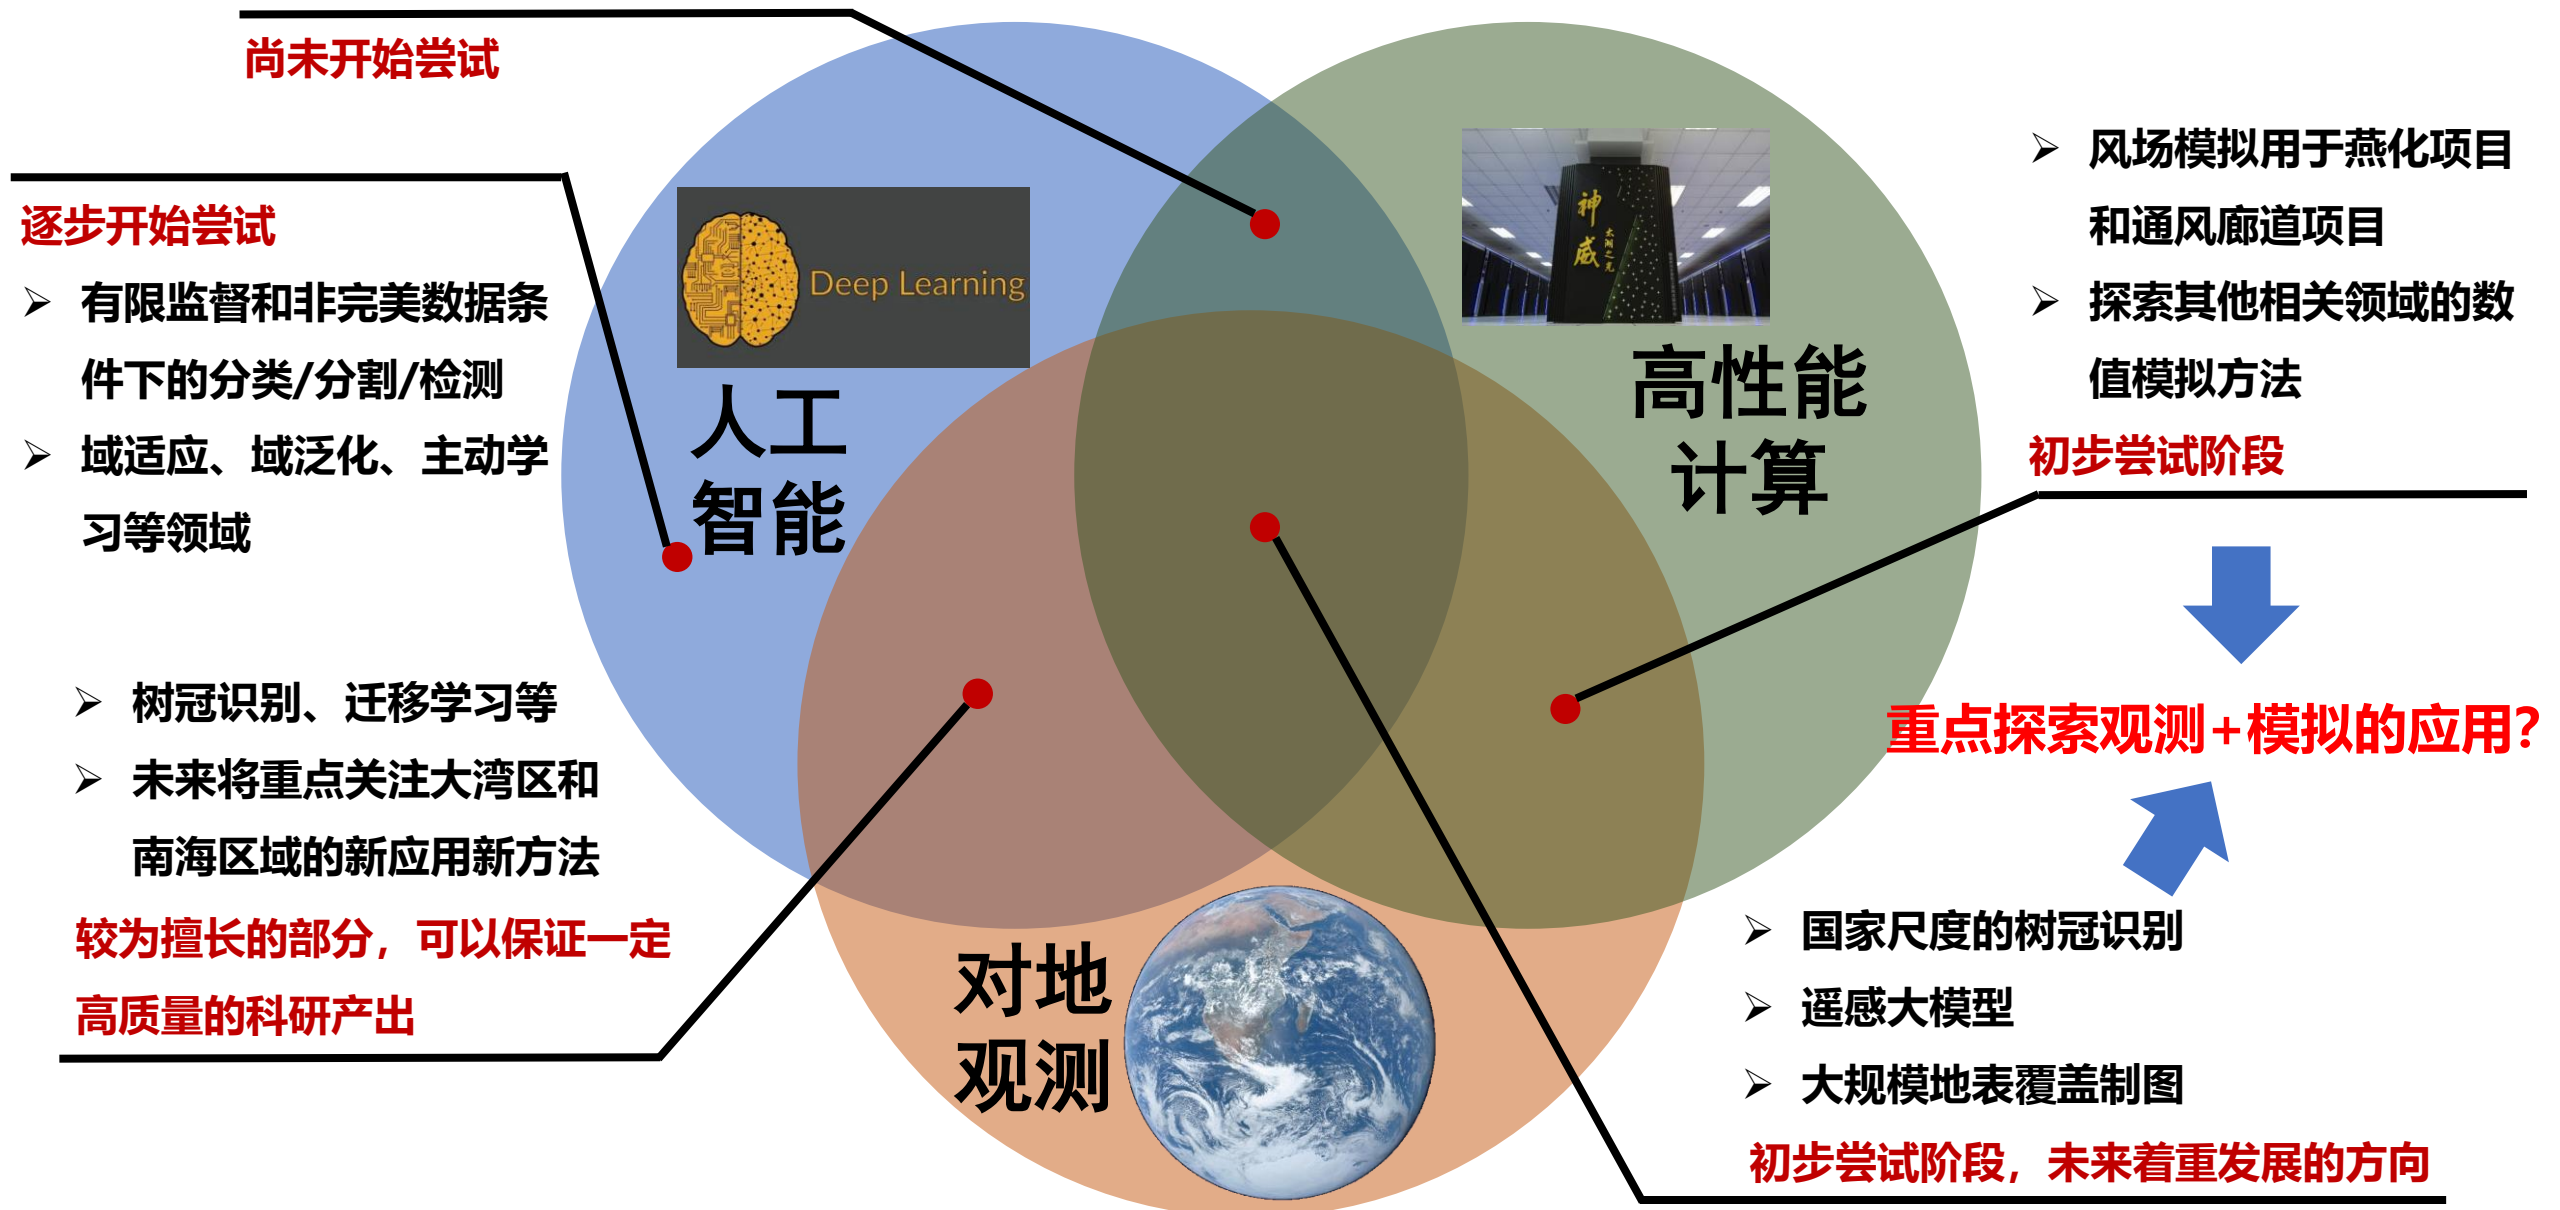 尚未开始尝试
逐步开始尝试
有限监督和非完美数据条
件下的分类/分割/检测
域适应、域泛化、主动学
习等领域
树冠识别、迁移学习等
未来将重点关注大湾区和
南海区域的新应用新方法
较为擅长的部分，可以保证一定
高质量的科研产出
Deep Learning
人工
智能
神威
太湖之光
高性能
计算
对地
观测
风场模拟用于燕化项目
和通风廊道项目
探索其他相关领域的数
值模拟方法
初步尝试阶段
重点探索观测+模拟的应用?
国家尺度的树冠识别
遥感大模型
大规模地表覆盖制图
初步尝试阶段，未来着重发展的方向